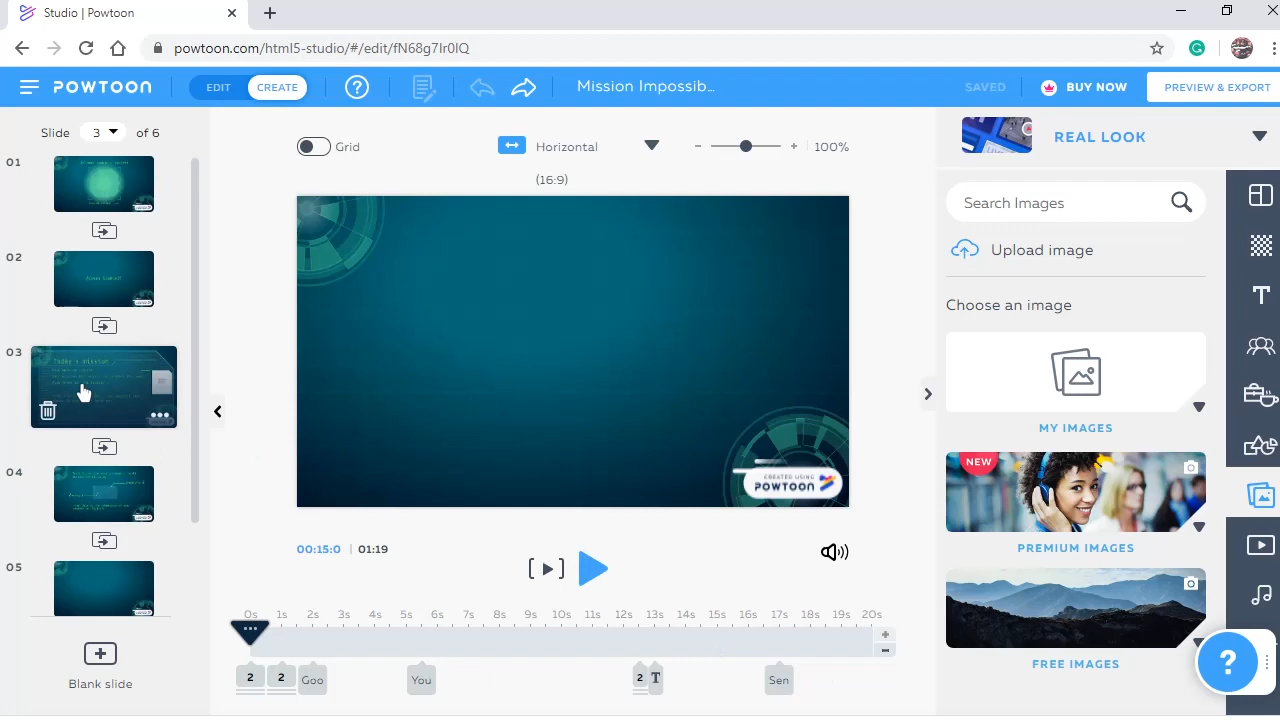 Studio | Powtoon
powtoon.com/html5-studio/#/edit/fN68g7lr0lQ
POWTOON
EDIT
CREATE
Mission Impossib...
SAVED
BUY NOW
PREVIEW & EXPORT
Slide 3 of 6
Grid
Horizontal
100%
(16:9)
REAL LOOK
Search Images
Upload image
Choose an image
MY IMAGES
NEW
PREMIUM IMAGES
FREE IMAGES
01
02
03
Today's mission
04
05
Blank slide
CREATED USING
POWTOON
00:15:0 | 01:19
0s 1s 2s 3s 4s 5s 6s 7s 8s 9s 10s 11s 12s 13s 14s 15s 16s 17s 18s 19s 20s
2 2 Goo You 2 T Sen